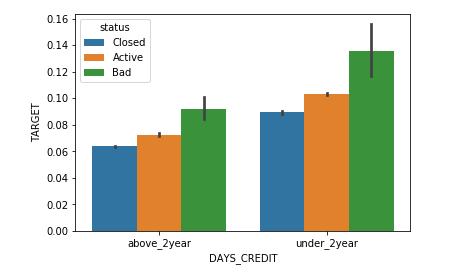 0.16
0.14
0.12
0.10
0.08
0.06
0.04
0.02
0.00
TARGET
status
Closed
Active
Bad
above_2year
under_2year
DAYS_CREDIT